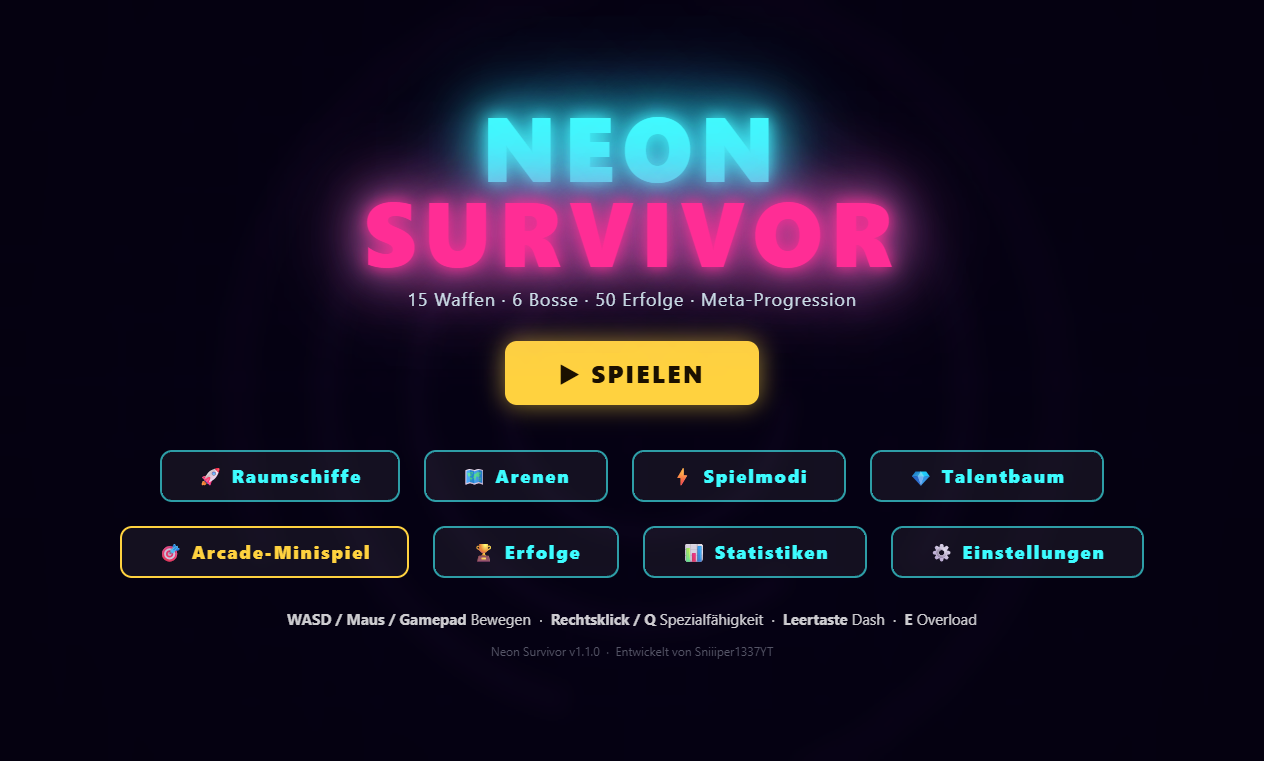 NEON
SURVIVOR
15 Waffen · 6 Bosse · 50 Erfolge · Meta-Progression
▶ SPIELEN
Raumschiffe
Arenen
Spielmodi
Talentbaum
Arcade-Minispiel
Erfolge
Statistiken
Einstellungen
WASD / Maus / Gamepad Bewegen · Rechtsklick / Q Spezialfähigkeit · Leertaste Dash · E Overload
Neon Survivor v1.1.0 · Entwickelt von Sniiiper1337YT